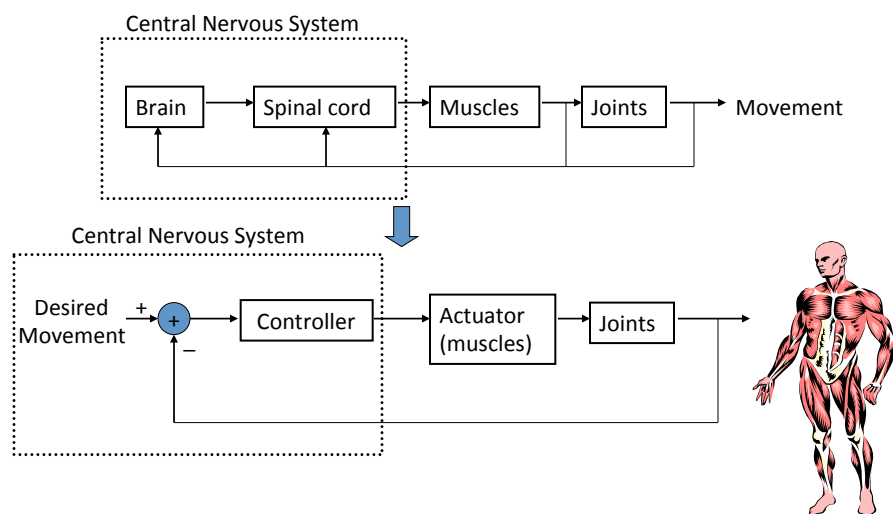 Central Nervous System
Brain
Spinal cord
Muscles
Joints
Movement
Central Nervous System
Desired
Movement
+
+
–
Controller
Actuator
(muscles)
Joints